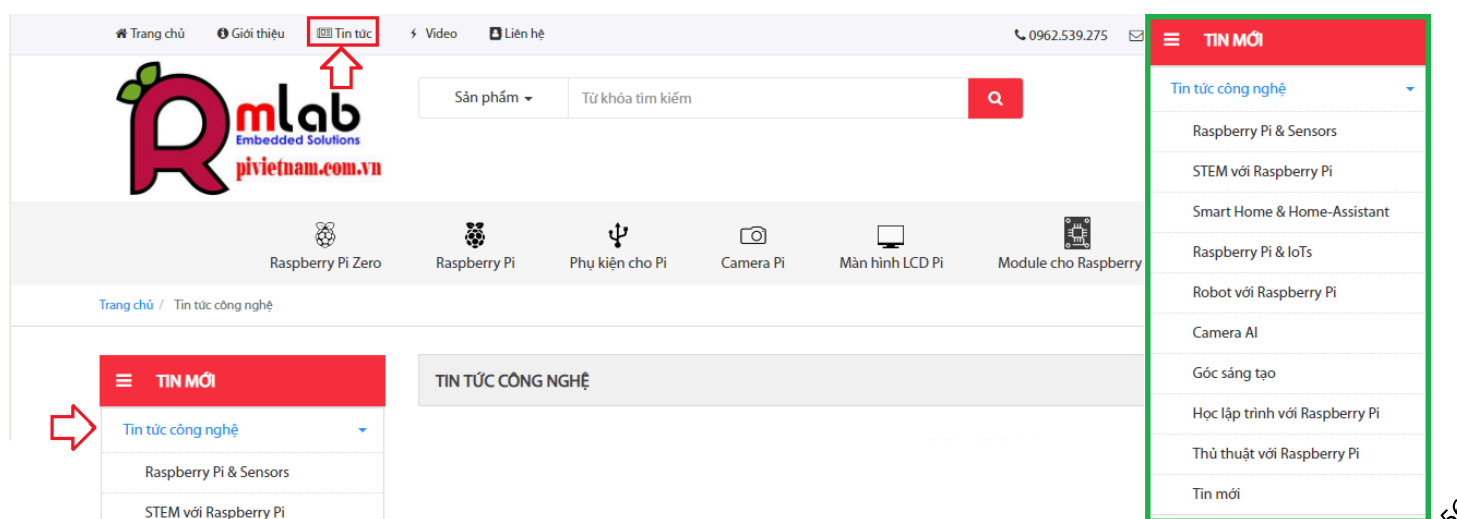 Trang chủ Giới thiệu Tin tức Video Liên hệ 0962.539.275
mlab
Embedded Solutions
pivietnam.com.vn
Sản phẩm Từ khóa tìm kiếm
Raspberry Pi Zero Raspberry Pi Phụ kiện cho Pi Camera Pi Màn hình LCD Pi Module cho Raspberry
Trang chủ / Tin tức công nghệ
TIN MỚI
Tin tức công nghệ
Raspberry Pi & Sensors
STEM với Raspberry Pi
TIN TỨC CÔNG NGHỆ
TIN MỚI
Tin tức công nghệ
Raspberry Pi & Sensors
STEM với Raspberry Pi
Smart Home & Home-Assistant
Raspberry Pi & IoTs
Robot với Raspberry Pi
Camera AI
Góc sáng tạo
Học lập trình với Raspberry Pi
Thủ thuật với Raspberry Pi
Tin mới